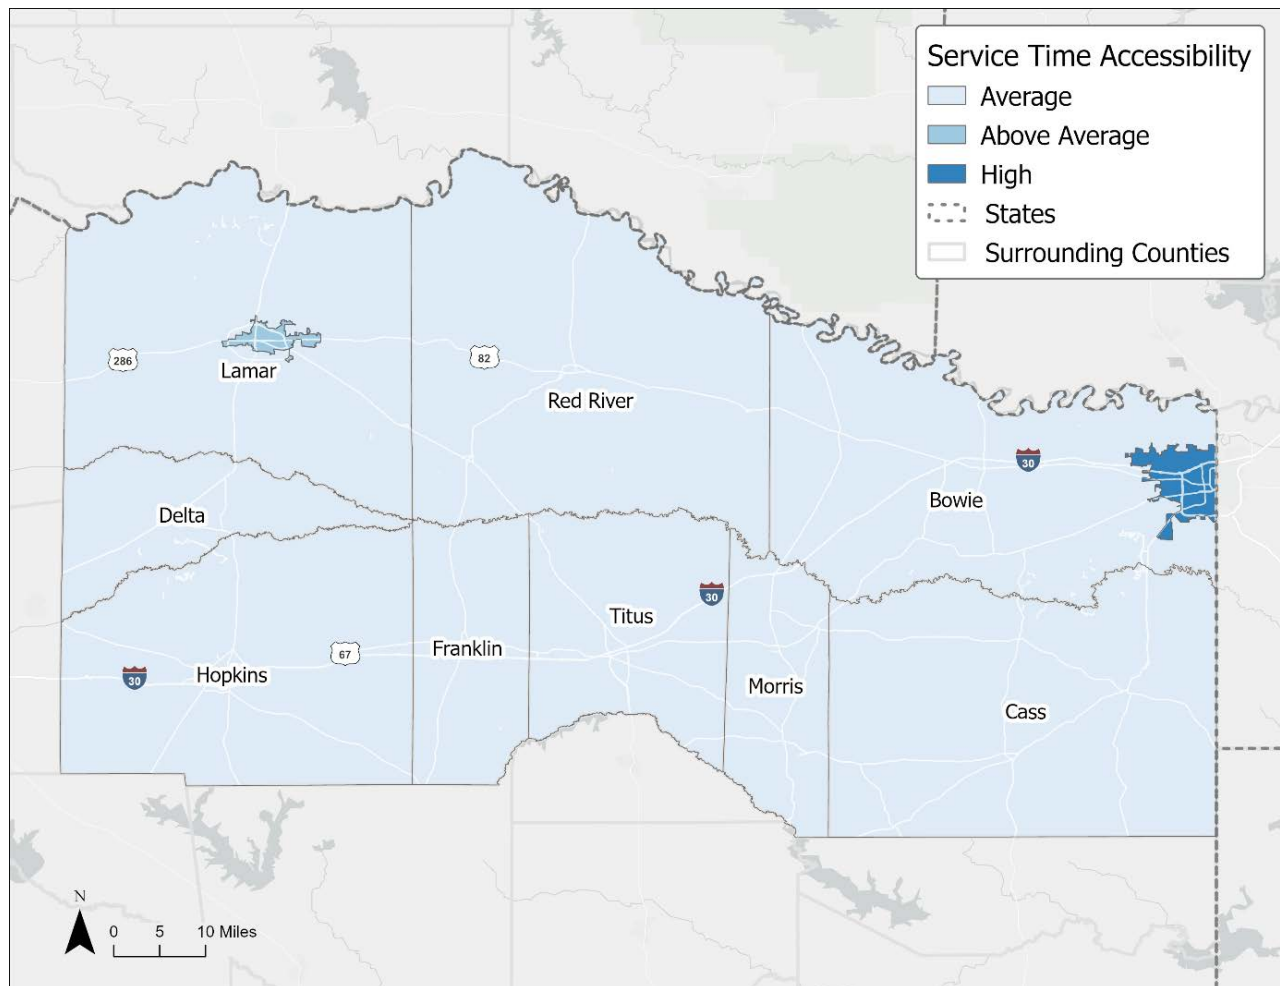 Service Time Accessibility
Average
Above Average
High
States
Surrounding Counties
286
Lamar
82
Red River
30
Bowie
Delta
30
Titus
67
Franklin
30
Hopkins
Morris
Cass
N
0 5 10 Miles